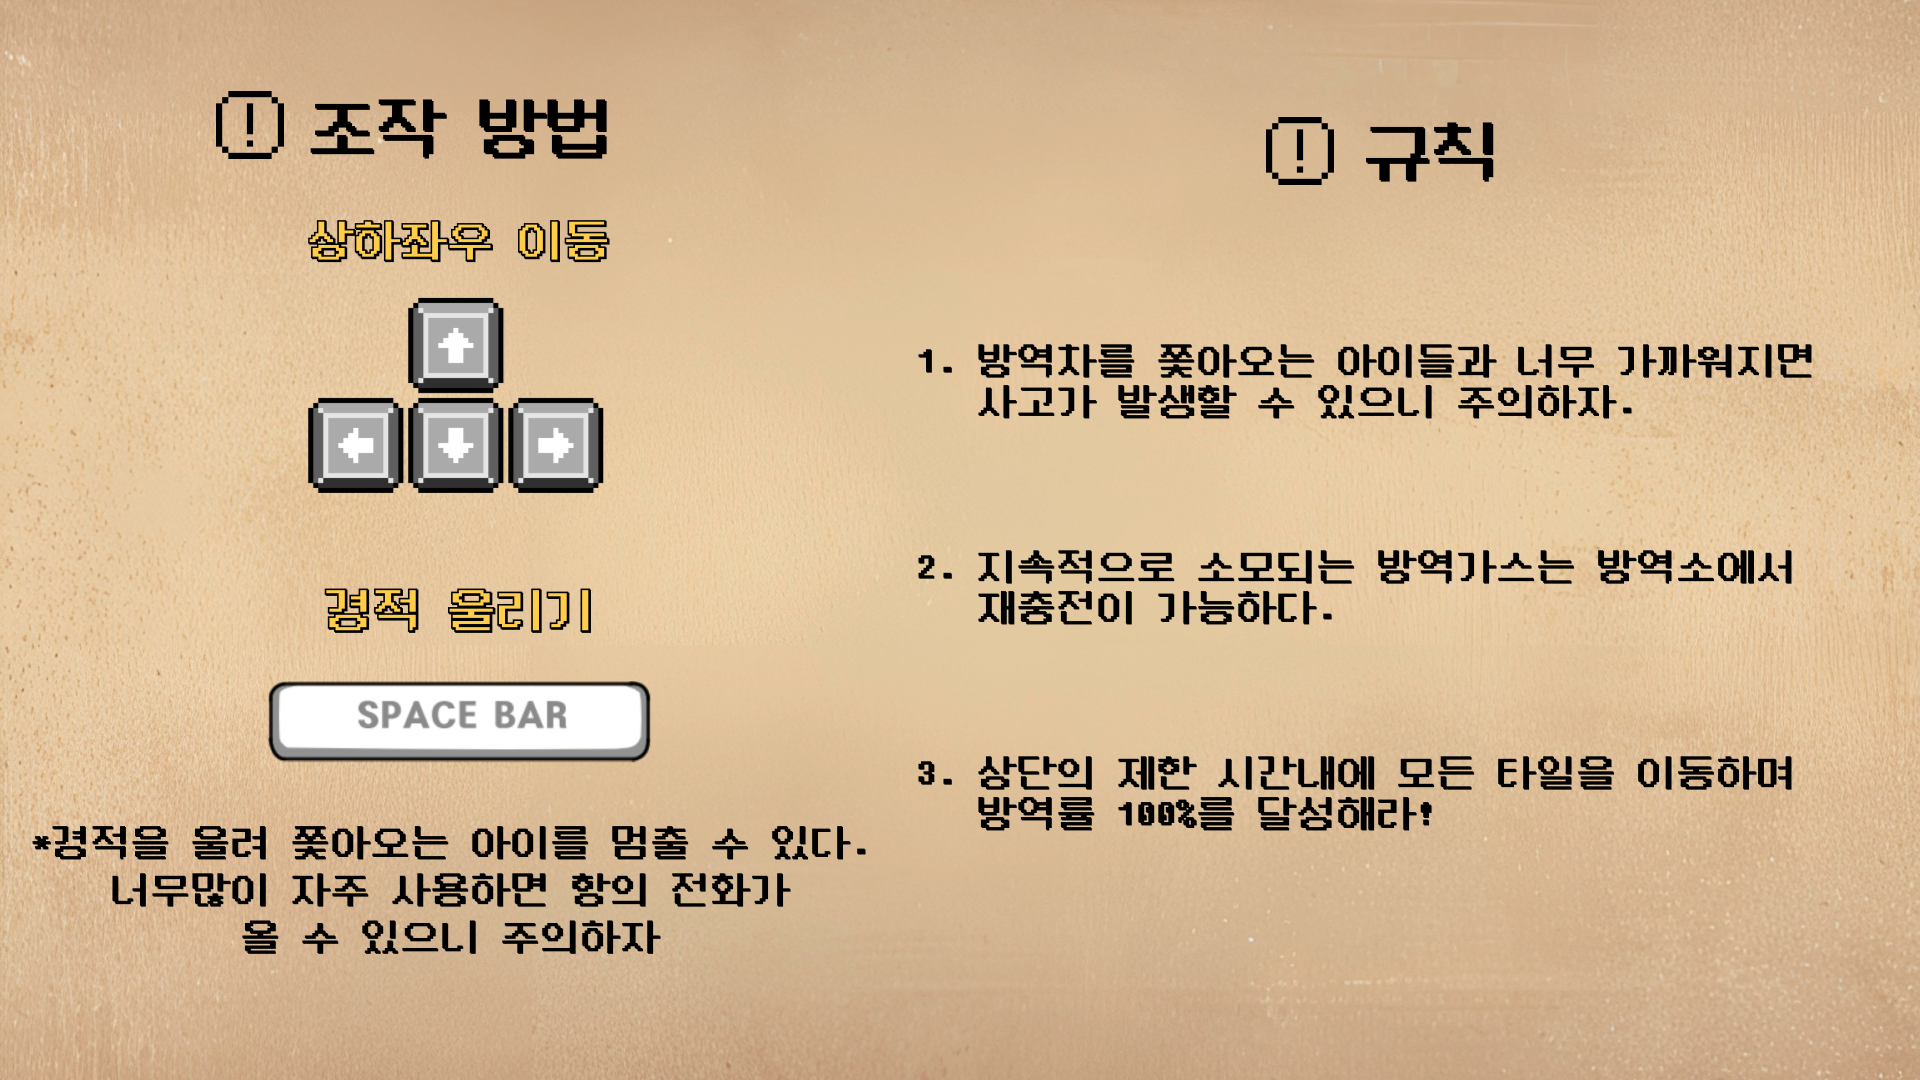 ! 조작 방법
상하좌우 이동
경적 울리기
SPACE BAR
*경적을 울려 쫓아오는 아이를 멈출 수 있다.
너무많이 자주 사용하면 항의 전화가
올 수 있으니 주의하자
! 규칙
1. 방역차를 쫓아오는 아이들과 너무 가까워지면
사고가 발생할 수 있으니 주의하자.
2. 지속적으로 소모되는 방역가스는 방역소에서
재충전이 가능하다.
3. 상단의 제한 시간내에 모든 타일을 이동하며
방역률 100%를 달성해라!